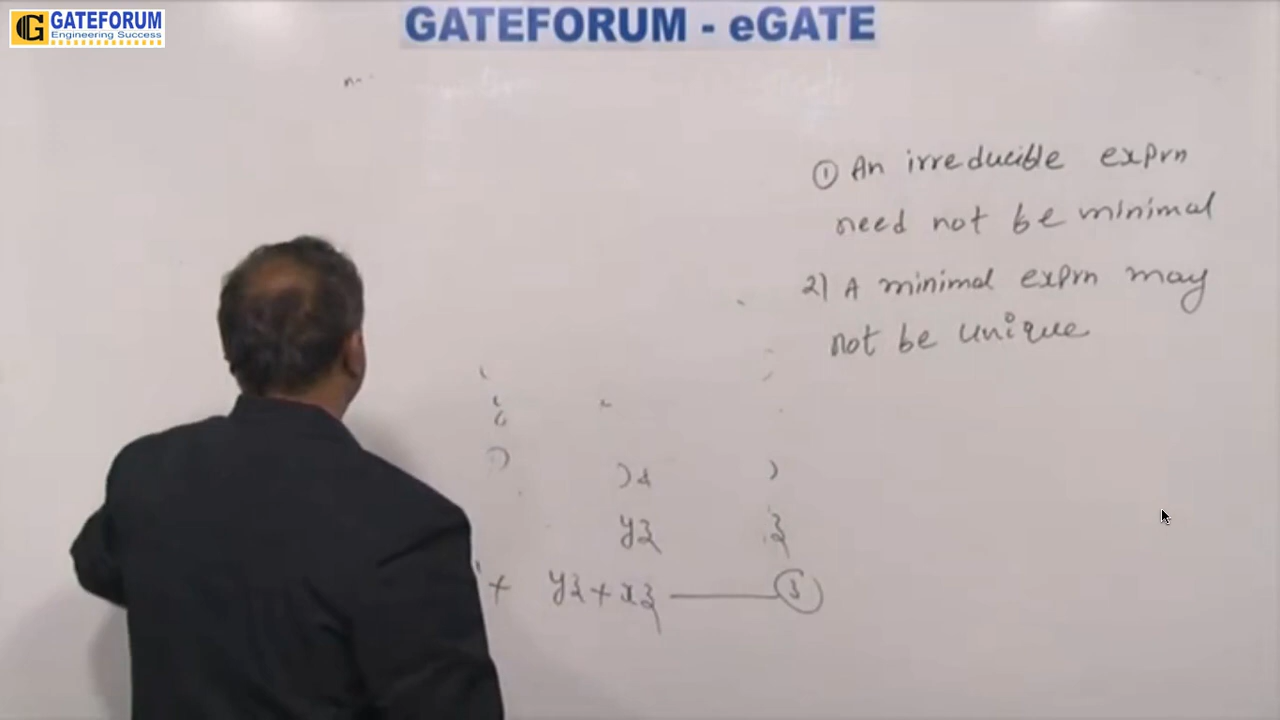 GATEFORUM
Engineering Success
GATEFORUM - eGATE
① An irreducible exprn
need not be minimal
2) A minimal exprn may
not be unique
yz
z
+ yz + xz ——— ③